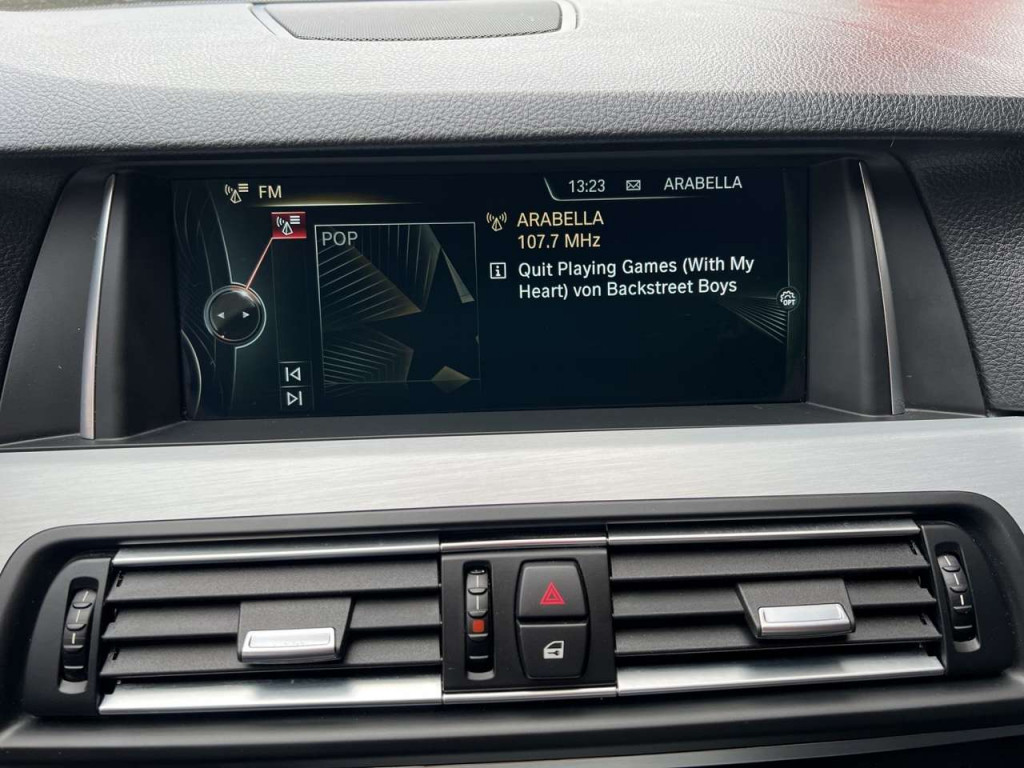 FM
13:23 ARABELLA
POP
ARABELLA
107.7 MHz
Quit Playing Games (With My
Heart) von Backstreet Boys
OPT